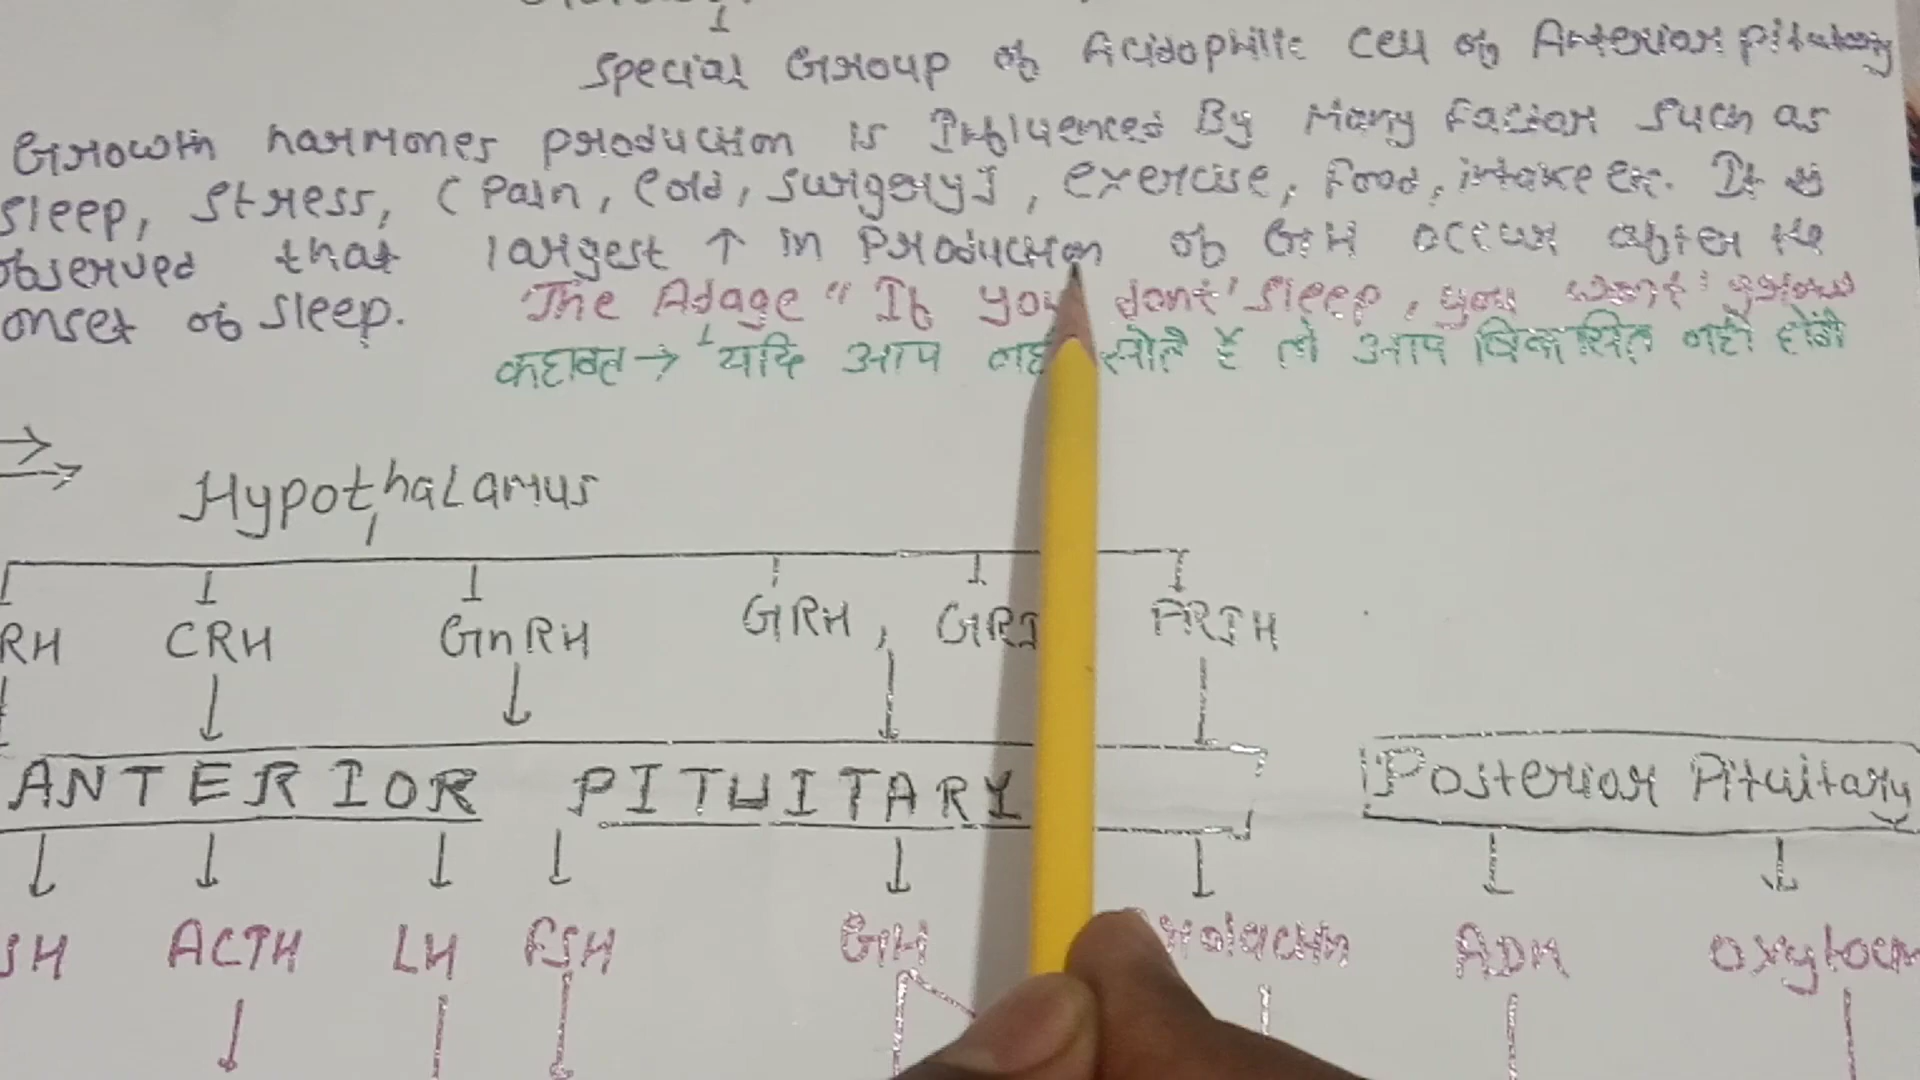 Special Group of Acidophilic Cell of Anterior Pituitary
Growth harmones production is Influenced By Many Factor Such as
Sleep, Stress, (Pain, Cold, Surgery], exercise, Food, intake etc. It is
observed that largest ↑ in Production of GH occur after the
onset of Sleep. "The Adage " If you dont' Sleep, you wont' grow
कहावत → यदि आप सोते है तो आप विकसित नही होंगे
Hypothalamus
RH CRH GnRH GRH, PRIH
ANTERIOR PITUITARY Posterior Pituitary
SH ACTH LH FSH GH ADH